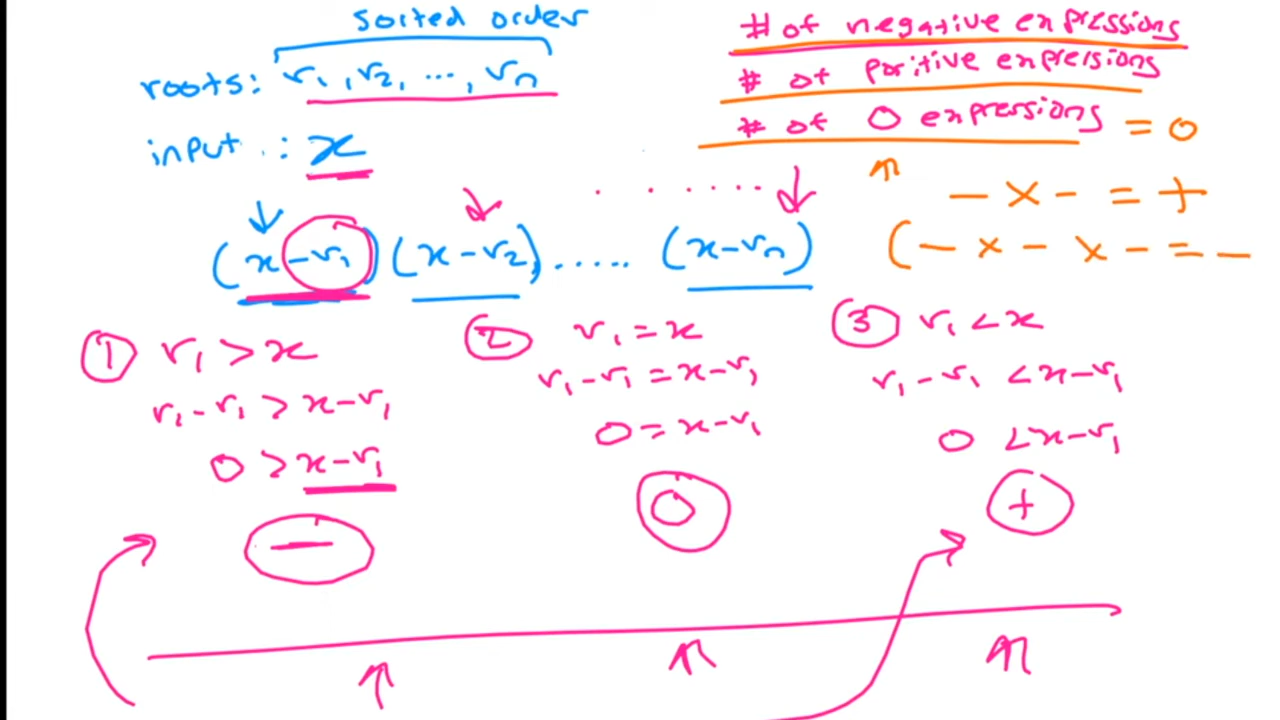 sorted order
roots: r1, r2, ..., rn
input : x
# of negative expressions
# of poritive expressions
# of 0 expressions = 0
- × - = +
(- × - × - = -
(x-r1)(x-r2).....(x-rn)
1 r1 > x
r1-r1 > x-r1
0 > x-r1
-
2 r1 = x
r1-r1 = x-r1
0 = x-r1
0
3 r1 < x
r1-r1 < x-r1
0 < x-r1
+